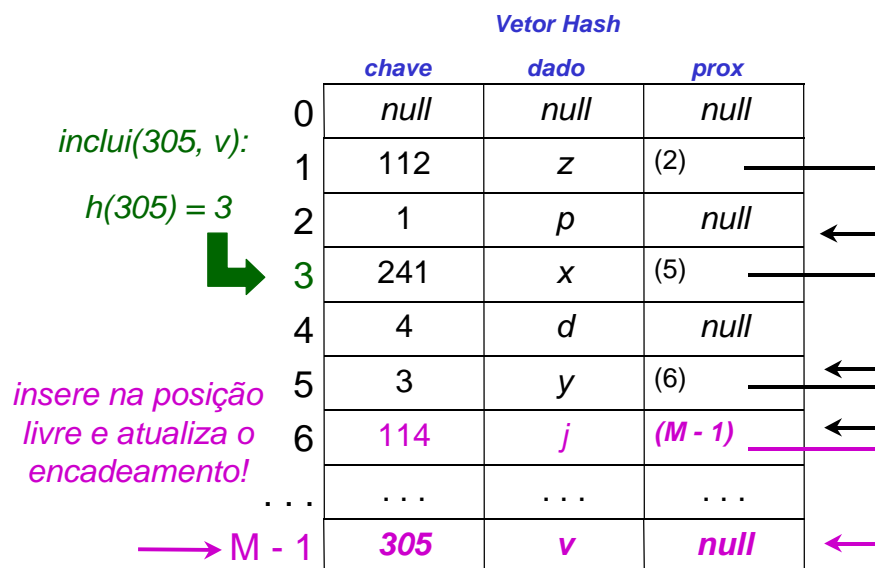 Vetor Hash
chave dado prox
0 null null null
inclui(305, v):
1 112 z (2)
h(305) = 3
2 1 p null
3 241 x (5)
4 4 d null
5 3 y (6)
insere na posição
livre e atualiza o
encadeamento!
6 114 j (M - 1)
. . . . . . . . . . . .
M - 1 305 v null